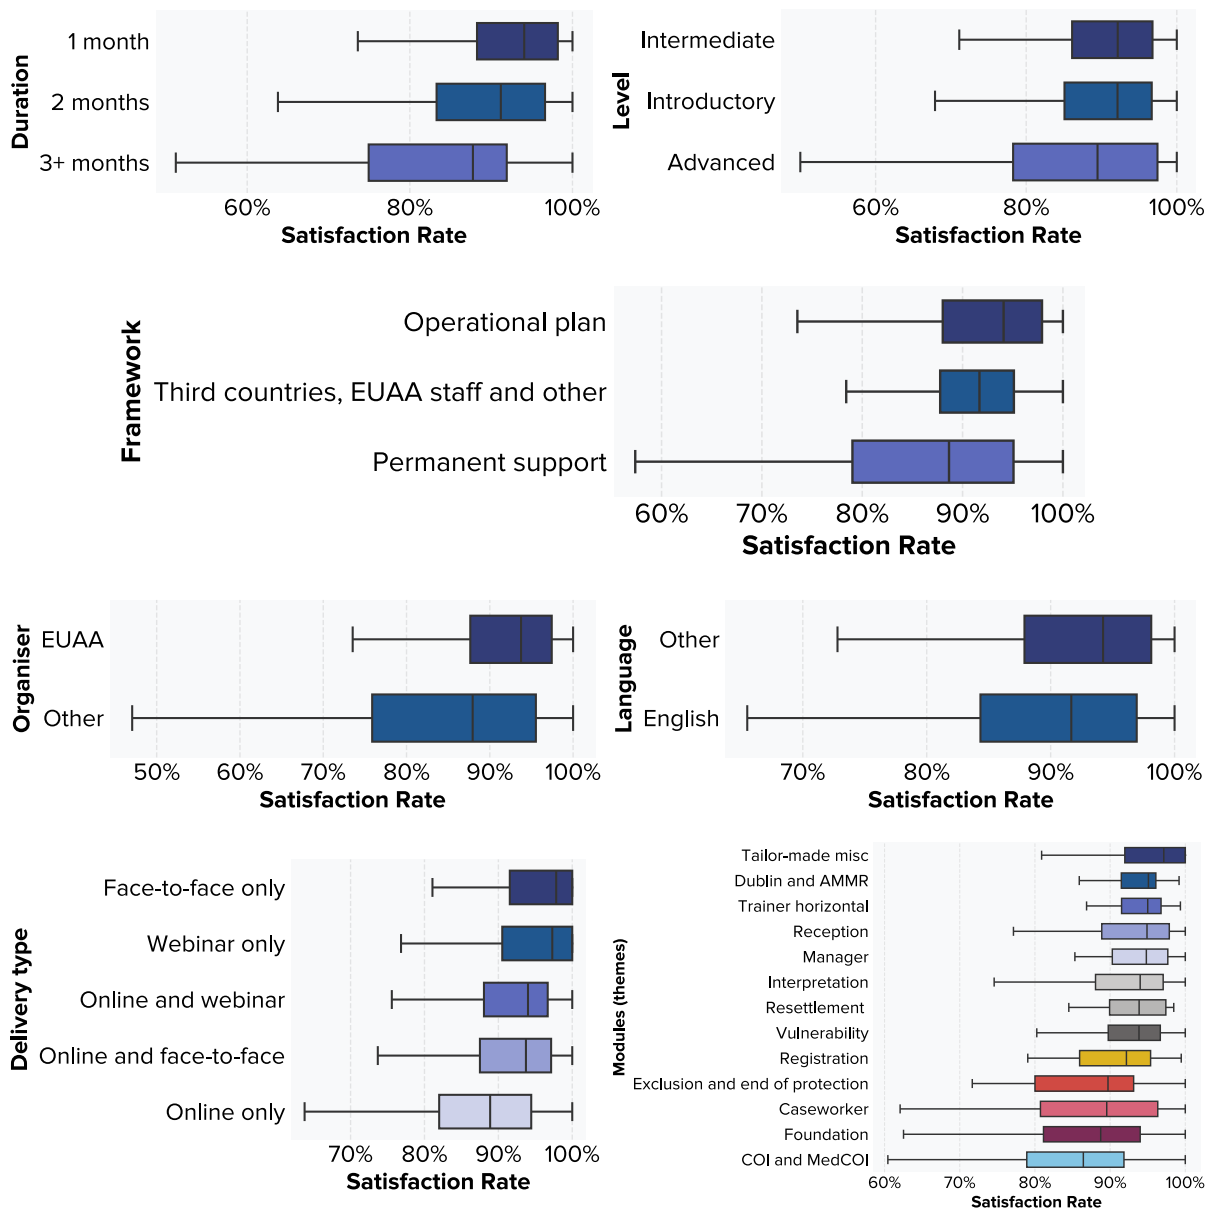 Duration
1 month
2 months
3+ months
60% 80% 100%
Satisfaction Rate
Level
Intermediate
Introductory
Advanced
60% 80% 100%
Satisfaction Rate
Framework
Operational plan
Third countries, EUAA staff and other
Permanent support
60% 70% 80% 90% 100%
Satisfaction Rate
Organiser
EUAA
Other
50% 60% 70% 80% 90% 100%
Satisfaction Rate
Language
Other
English
70% 80% 90% 100%
Satisfaction Rate
Delivery type
Face-to-face only
Webinar only
Online and webinar
Online and face-to-face
Online only
70% 80% 90% 100%
Satisfaction Rate
Modules (themes)
Tailor-made misc
Dublin and AMMR
Trainer horizontal
Reception
Manager
Interpretation
Resettlement
Vulnerability
Registration
Exclusion and end of protection
Caseworker
Foundation
COI and MedCOI
60% 70% 80% 90% 100%
Satisfaction Rate